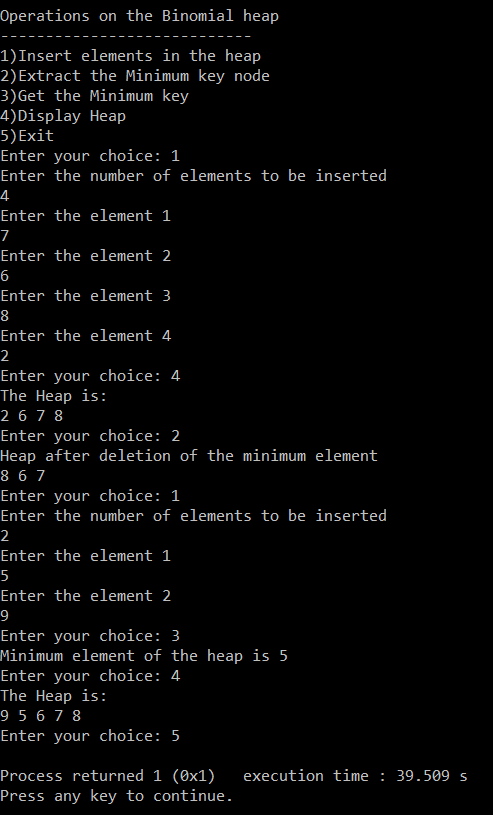 Operations on the Binomial heap
----------------------------
1)Insert elements in the heap
2)Extract the Minimum key node
3)Get the Minimum key
4)Display Heap
5)Exit
Enter your choice: 1
Enter the number of elements to be inserted
4
Enter the element 1
7
Enter the element 2
6
Enter the element 3
8
Enter the element 4
2
Enter your choice: 4
The Heap is:
2 6 7 8
Enter your choice: 2
Heap after deletion of the minimum element
8 6 7
Enter your choice: 1
Enter the number of elements to be inserted
2
Enter the element 1
5
Enter the element 2
9
Enter your choice: 3
Minimum element of the heap is 5
Enter your choice: 4
The Heap is:
9 5 6 7 8
Enter your choice: 5

Process returned 1 (0x1)   execution time : 39.509 s
Press any key to continue.